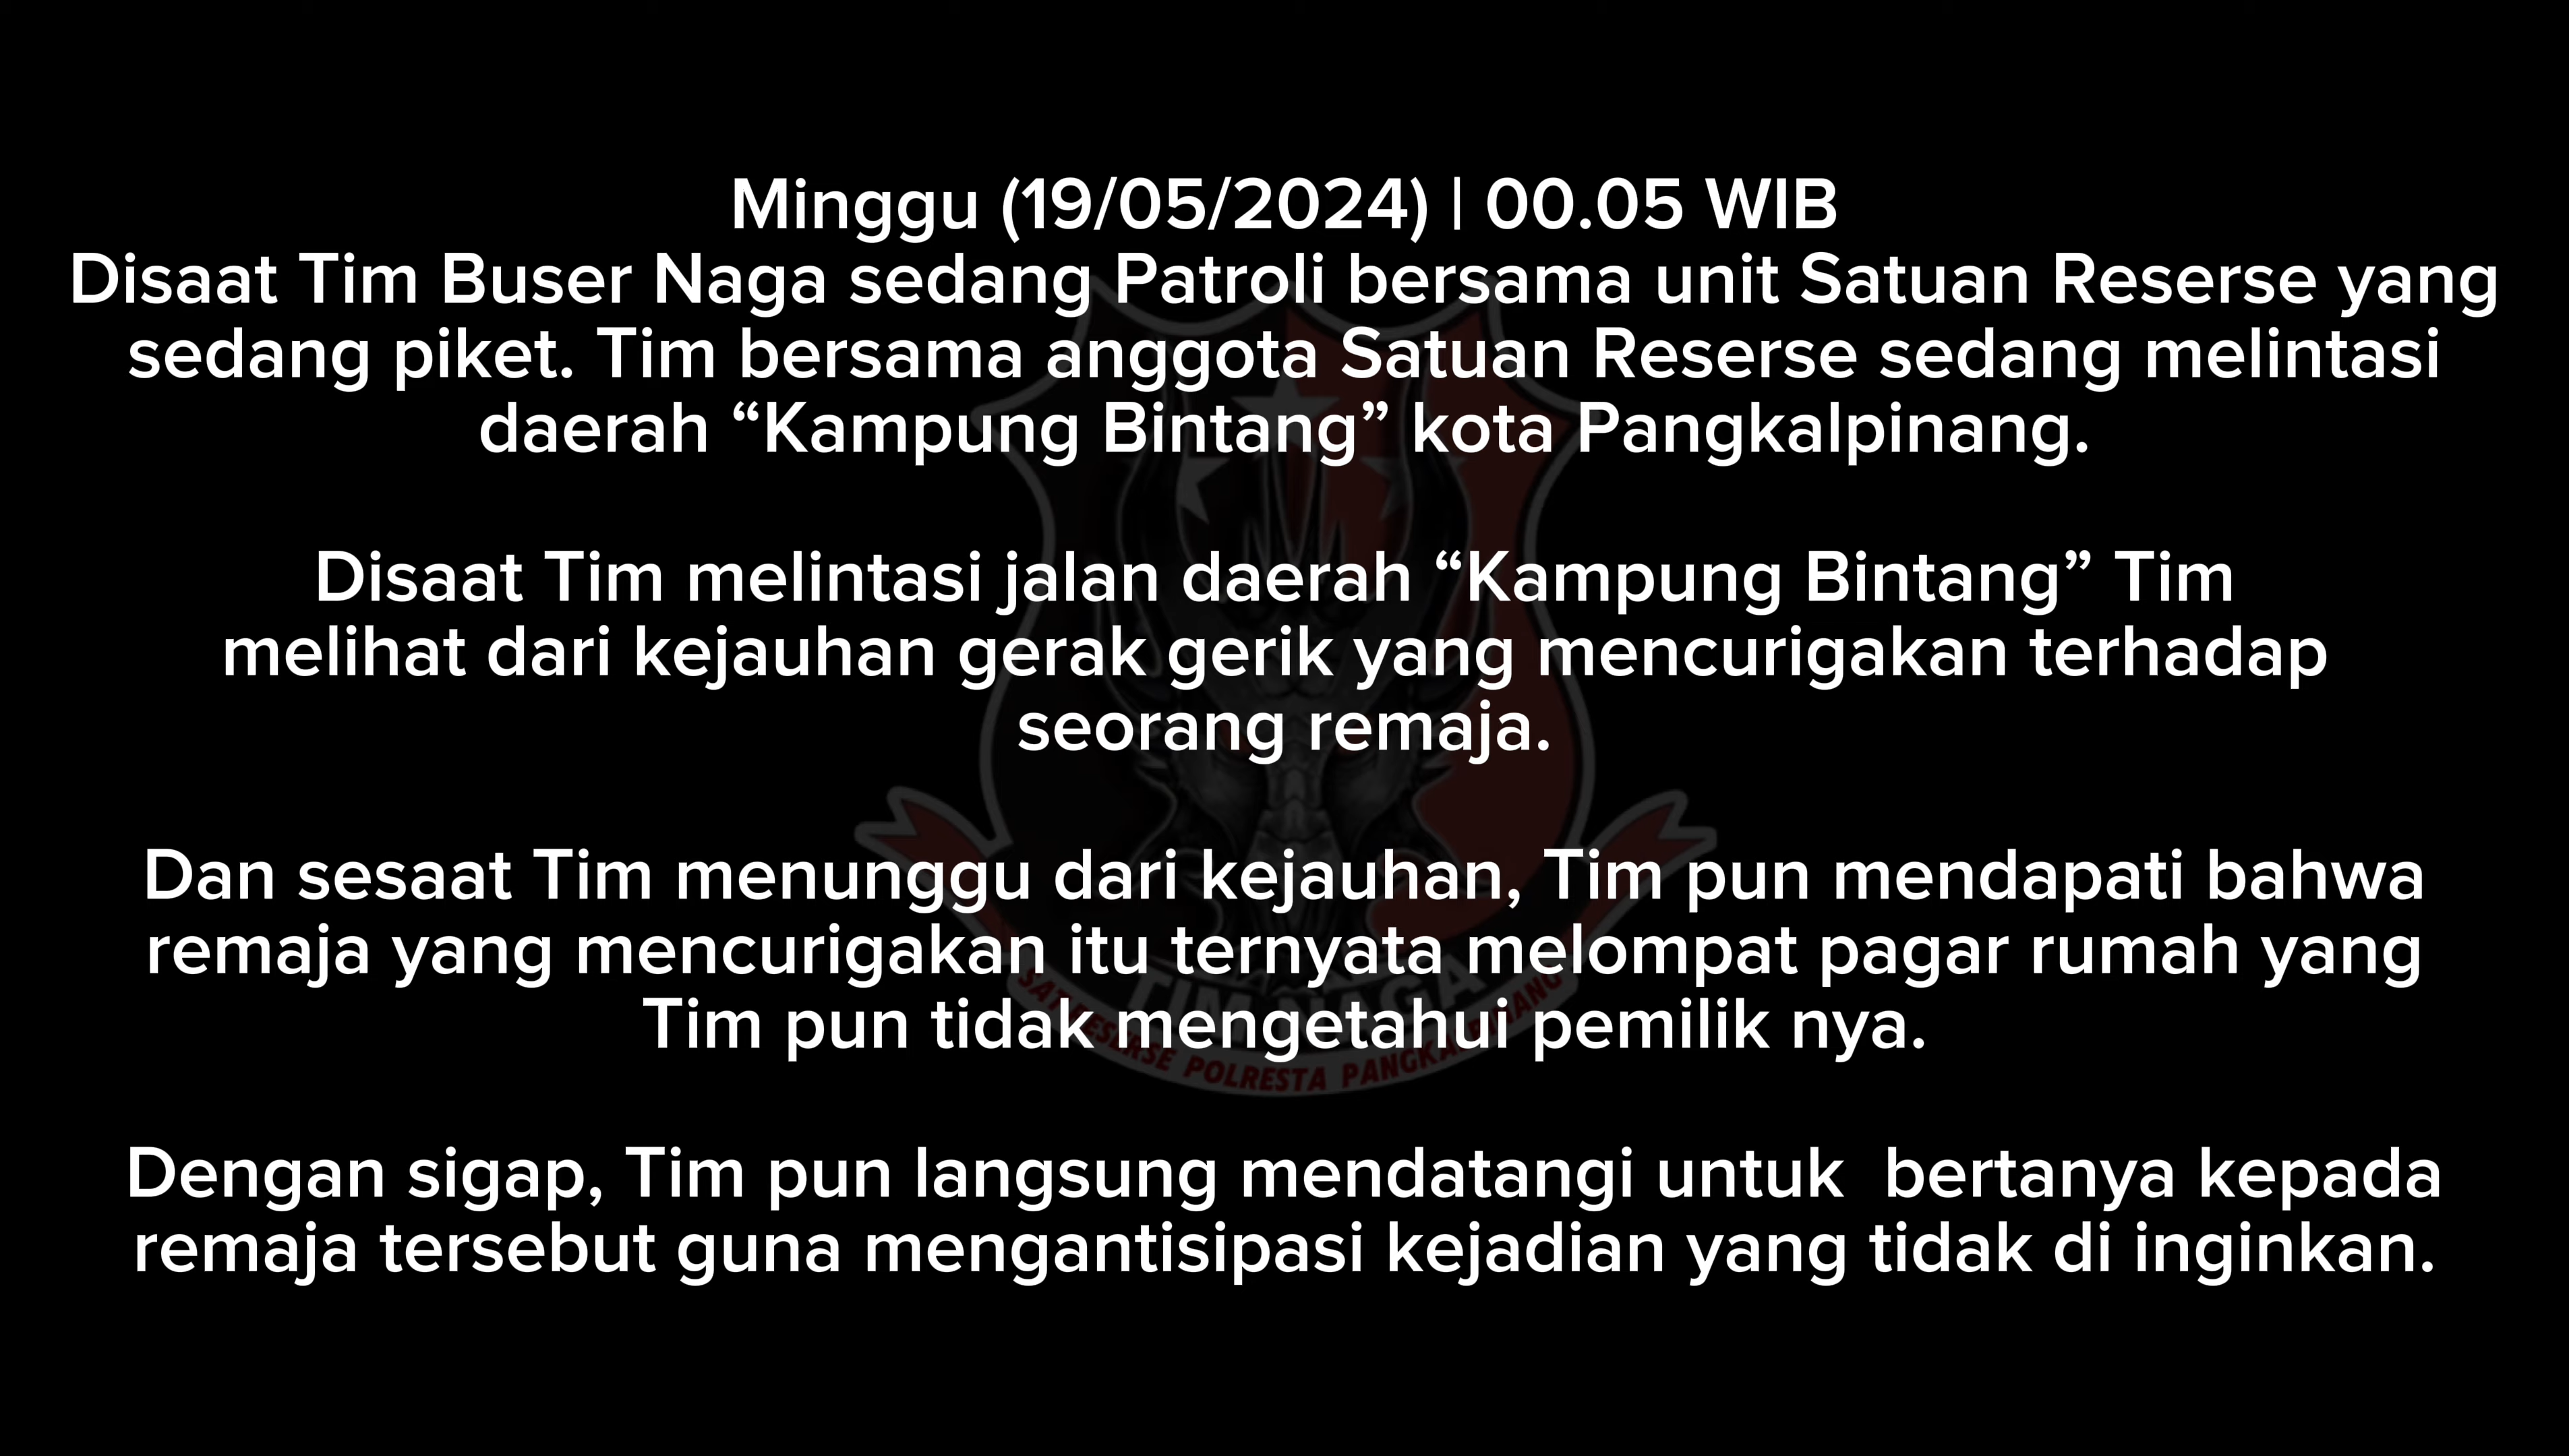 Minggu (19/05/2024) | 00.05 WIB
Disaat Tim Buser Naga sedang Patroli bersama unit Satuan Reserse yang
sedang piket. Tim bersama anggota Satuan Reserse sedang melintasi
daerah “Kampung Bintang” kota Pangkalpinang.
Disaat Tim melintasi jalan daerah “Kampung Bintang” Tim
melihat dari kejauhan gerak gerik yang mencurigakan terhadap
seorang remaja.
Dan sesaat Tim menunggu dari kejauhan, Tim pun mendapati bahwa
remaja yang mencurigakan itu ternyata melompat pagar rumah yang
Tim pun tidak mengetahui pemilik nya.
Dengan sigap, Tim pun langsung mendatangi untuk  bertanya kepada
remaja tersebut guna mengantisipasi kejadian yang tidak di inginkan.
TIM NAGA
POLRESTA